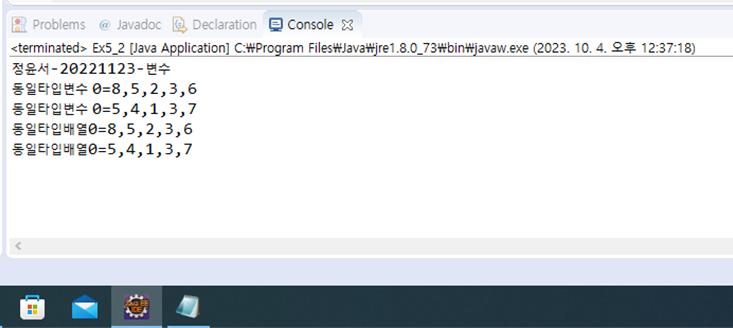 Problems @ Javadoc Declaration Console
<terminated> Ex5_2 [Java Application] C:₩Program Files₩Java₩jre1.8.0_73₩bin₩javaw.exe (2023. 10. 4. 오후 12:37:18)
정윤서-20221123-변수
동일타입변수 0=8,5,2,3,6
동일타입변수 0=5,4,1,3,7
동일타입배열0=8,5,2,3,6
동일타입배열0=5,4,1,3,7
Java EE
IDE